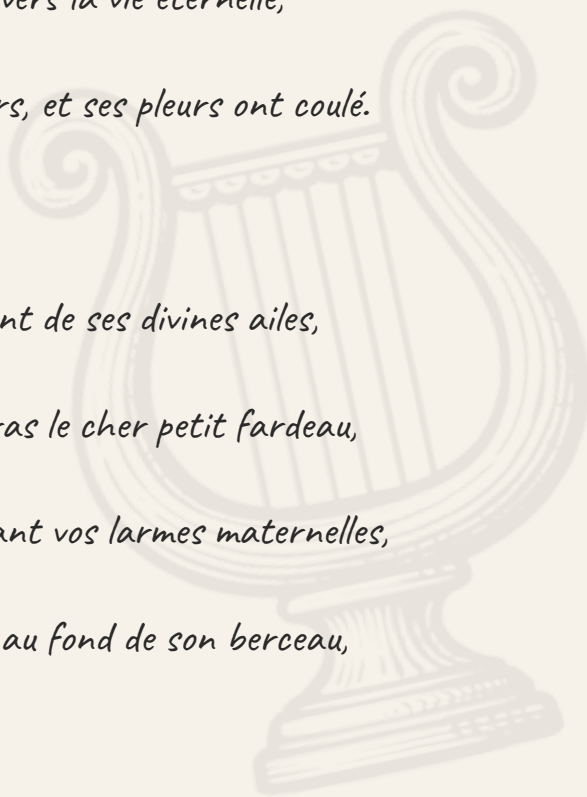 vers la vie éternelle,
rs, et ses pleurs ont coulé.
nt de ses divines ailes,
ras le cher petit fardeau,
ant vos larmes maternelles,
au fond de son berceau,